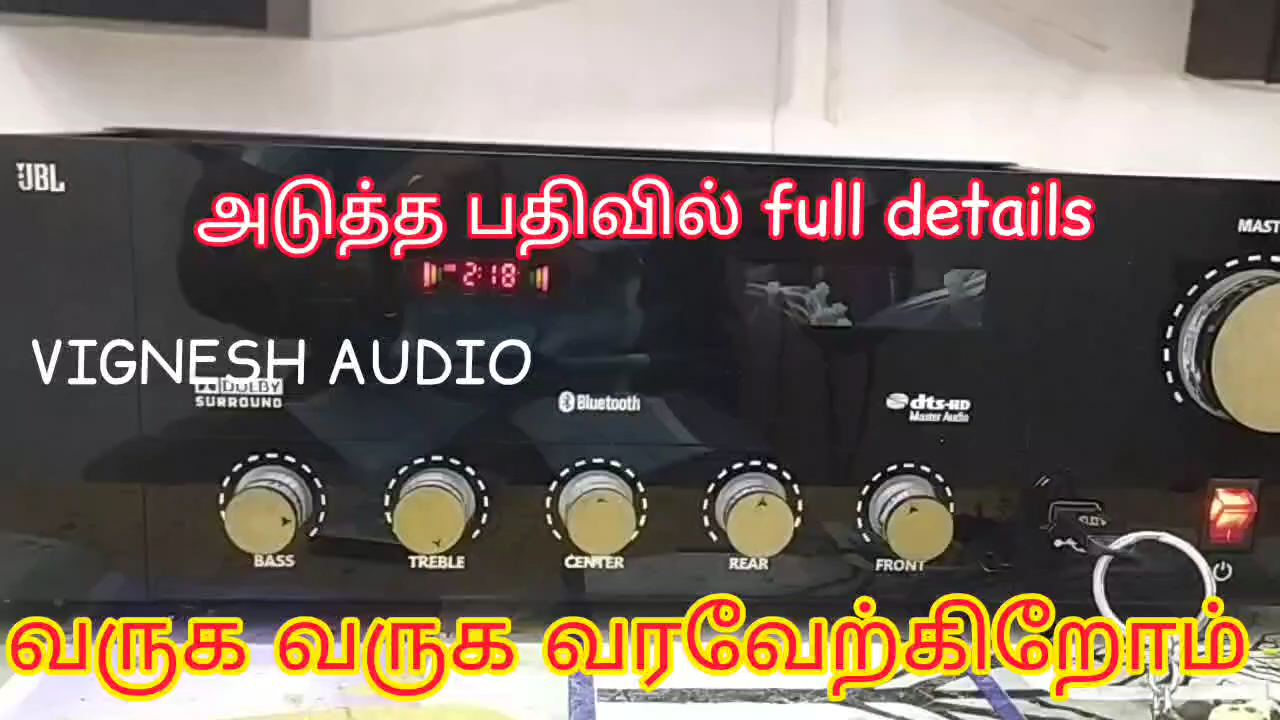 JBL
அடுத்த பதிவில் full details
MAST
2:18
VIGNESH AUDIO
DOLBY
SURROUND
Bluetooth
dts-HD
Master Audio
BASS
TREBLE
CENTER
REAR
FRONT
வருக வருக வரவேற்கிறோம்